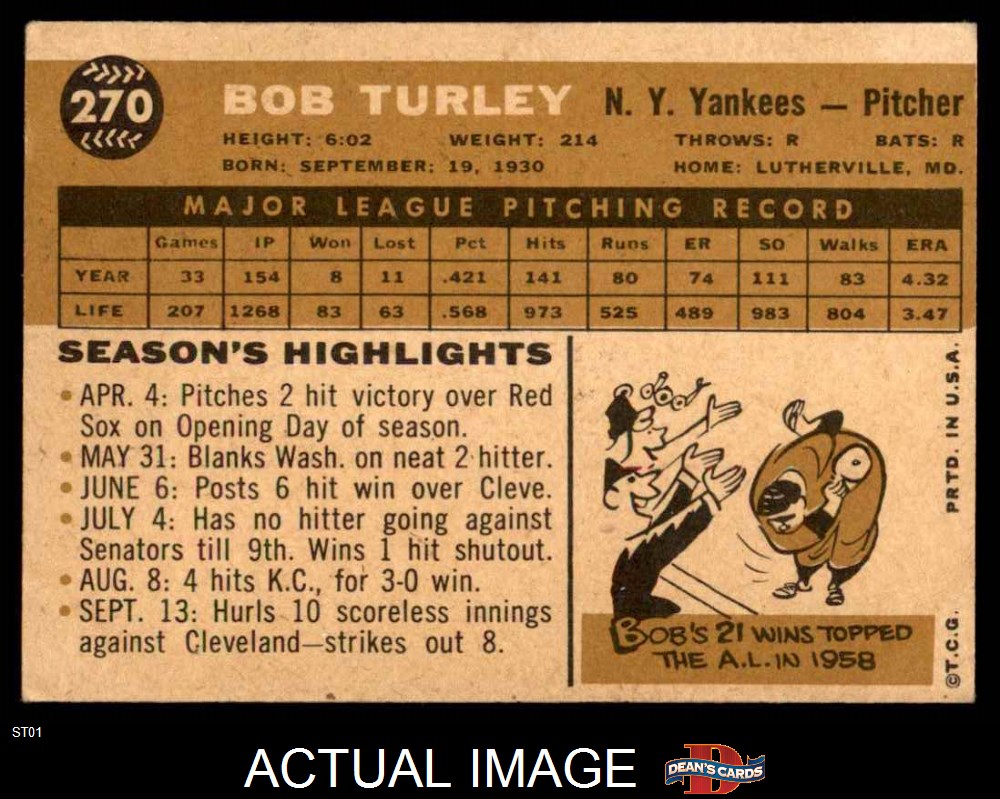 270
BOB TURLEY N. Y. Yankees — Pitcher
HEIGHT: 6:02 WEIGHT: 214 THROWS: R BATS: R
BORN: SEPTEMBER: 19, 1930 HOME: LUTHERVILLE, MD.
MAJOR LEAGUE PITCHING RECORD
Games IP Won Lost Pct Hits Runs ER SO Walks ERA
YEAR 33 154 8 11 .421 141 80 74 111 83 4.32
LIFE 207 1268 83 63 .568 973 525 489 983 804 3.47
SEASON'S HIGHLIGHTS
• APR. 4: Pitches 2 hit victory over Red
Sox on Opening Day of season.
• MAY 31: Blanks Wash. on neat 2 hitter.
• JUNE 6: Posts 6 hit win over Cleve.
• JULY 4: Has no hitter going against
Senators till 9th. Wins 1 hit shutout.
• AUG. 8: 4 hits K.C., for 3-0 win.
• SEPT. 13: Hurls 10 scoreless innings
against Cleveland—strikes out 8.
BOB'S 21 WINS TOPPED
THE A.L. IN 1958
©T.C.G. PRTD. IN U.S.A.
ST01
ACTUAL IMAGE
DEAN'S CARDS